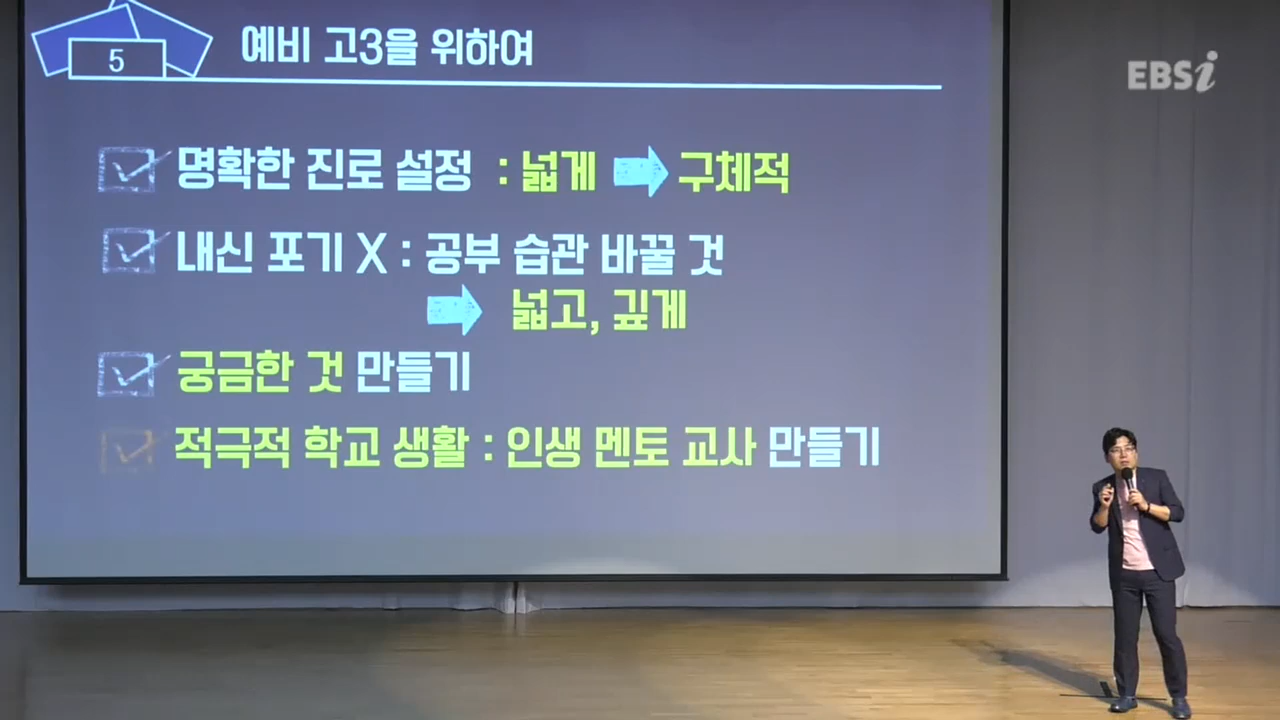 5
예비 고3을 위하여
EBSi
명확한 진로 설정 : 넓게 ➡ 구체적
내신 포기 X : 공부 습관 바꿀 것
➡ 넓고, 깊게
궁금한 것 만들기
적극적 학교 생활 : 인생 멘토 교사 만들기